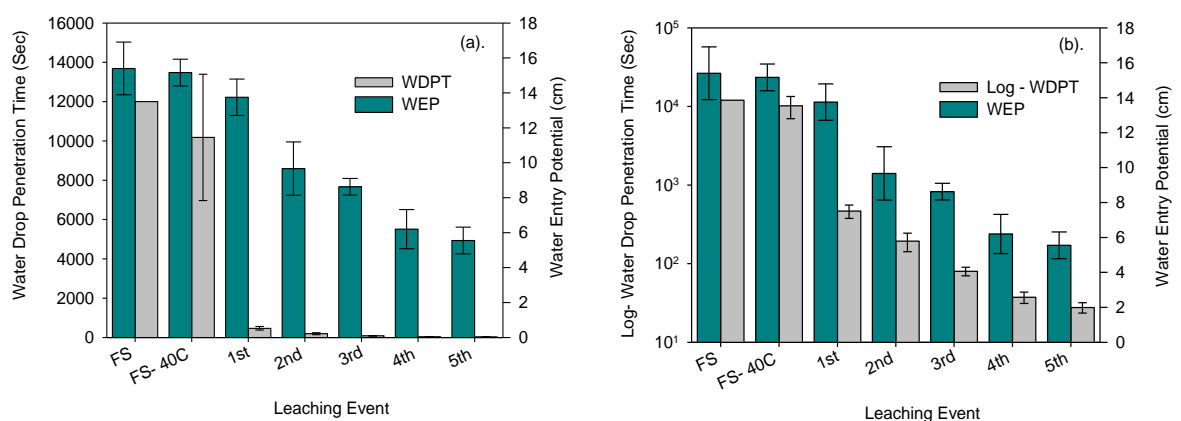 (a).
Water Drop Penetration Time (Sec)
16000
14000
12000
10000
8000
6000
4000
2000
0
WDPT
WEP
18
16
14
12
10
8
6
4
2
0
Water Entry Potential (cm)
FS
FS- 40C
1st
2nd
3rd
4th
5th
Leaching Event
(b).
Log- Water Drop Penetration Time (Sec)
10⁵
10⁴
10³
10²
10¹
Log - WDPT
WEP
18
16
14
12
10
8
6
4
2
0
Water Entry Potential (cm)
FS
FS- 40C
1st
2nd
3rd
4th
5th
Leaching Event